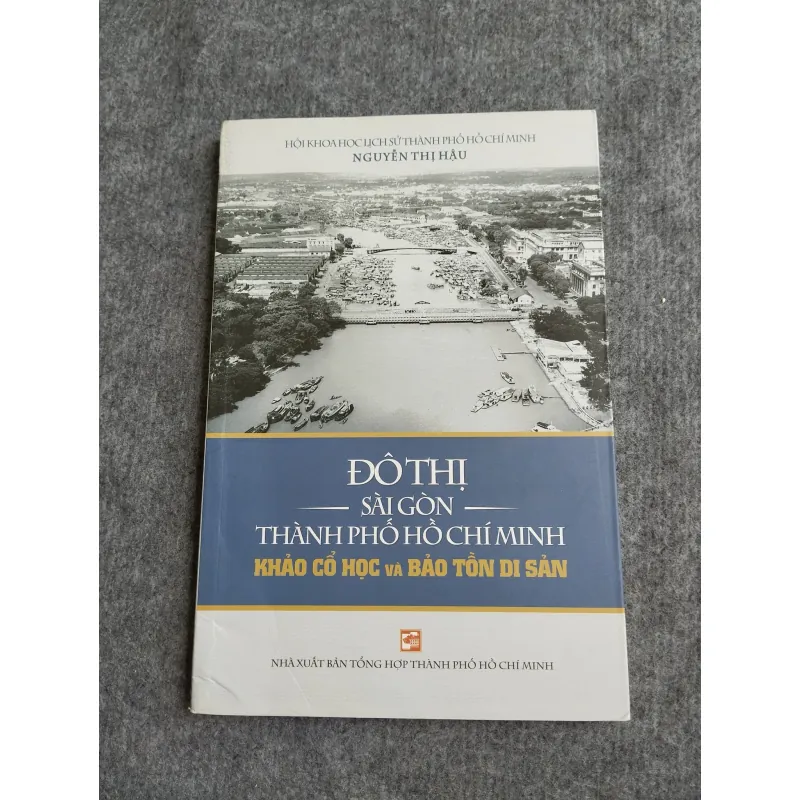 HỘI KHOA HỌC LỊCH SỬ THÀNH PHỐ HỒ CHÍ MINH
NGUYỄN THỊ HẬU
ĐÔ THỊ
SÀI GÒN
THÀNH PHỐ HỒ CHÍ MINH
KHẢO CỔ HỌC VÀ BẢO TỒN DI SẢN
NHÀ XUẤT BẢN TỔNG HỢP THÀNH PHỐ HỒ CHÍ MINH